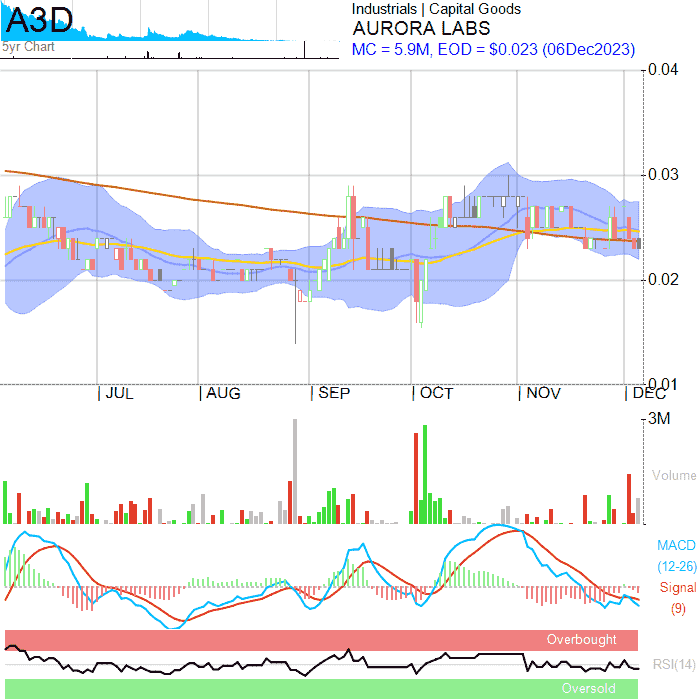 A3D
5yr Chart
Industrials | Capital Goods
AURORA LABS
MC = 5.9M, EOD = $0.023 (06Dec2023)
0.04
0.03
0.02
0.01
JUL
AUG
SEP
OCT
NOV
DEC
3M
Volume
MACD
(12-26)
Signal
(9)
Overbought
RSI(14)
Oversold